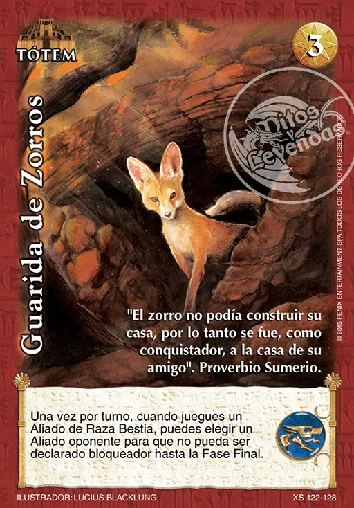 TÓTEM
3
Mitos y
Leyendas
Guarida de Zorros
"El zorro no podía construir su
casa, por lo tanto se fue, como
conquistador, a la casa de su
amigo". Proverbio Sumerio.
Una vez por turno, cuando juegues un
Aliado de Raza Bestia, puedes elegir un
Aliado oponente para que no pueda ser
declarado bloqueador hasta la Fase Final.
ILUSTRADOR: LUCIUS BLACKLUNG
XS 122-128